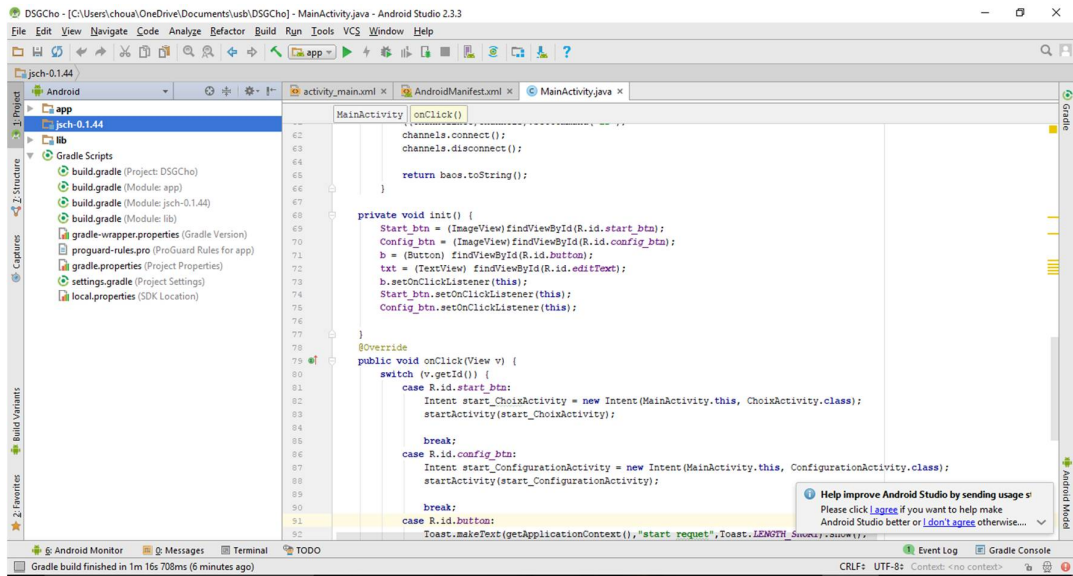 DSGCho - [C:\Users\choua\OneDrive\Documents\usb\DSGCho] - MainActivity.java - Android Studio 2.3.3
File Edit View Navigate Code Analyze Refactor Build Run Tools VCS Window Help
app
jsch-0.1.44
Android
activity_main.xml
AndroidManifest.xml
MainActivity.java
MainActivity onClick()
1: Project
7: Structure
Captures
Build Variants
2: Favorites
app
jsch-0.1.44
lib
Gradle Scripts
build.gradle (Project: DSGCho)
build.gradle (Module: app)
build.gradle (Module: jsch-0.1.44)
build.gradle (Module: lib)
gradle-wrapper.properties (Gradle Version)
proguard-rules.pro (ProGuard Rules for app)
gradle.properties (Project Properties)
settings.gradle (Project Settings)
local.properties (SDK Location)
62 channels.connect();
63 channels.disconnect();
64
65 return baos.toString();
66 }
67
68 private void init() {
69 Start_btn = (ImageView)findViewById(R.id.start_btn);
70 Config_btn = (ImageView)findViewById(R.id.config_btn);
71 b = (Button) findViewById(R.id.button);
72 txt = (TextView) findViewById(R.id.editText);
73 b.setOnClickListener(this);
74 Start_btn.setOnClickListener(this);
75 Config_btn.setOnClickListener(this);
76
77 }
78 @Override
79 public void onClick(View v) {
80 switch (v.getId()) {
81 case R.id.start_btn:
82 Intent start_ChoixActivity = new Intent(MainActivity.this, ChoixActivity.class);
83 startActivity(start_ChoixActivity);
84
85 break;
86 case R.id.config_btn:
87 Intent start_ConfigurationActivity = new Intent(MainActivity.this, ConfigurationActivity.class);
88 startActivity(start_ConfigurationActivity);
89
90 break;
91 case R.id.button:
92 Toast.makeText(getApplicationContext(),"start requet",Toast.LENGTH_SHORT).show();
Gradle
Android Model
Help improve Android Studio by sending usage st
Please click I agree if you want to help make
Android Studio better or I don't agree otherwise....
6: Android Monitor 0: Messages Terminal TODO
Event Log Gradle Console
Gradle build finished in 1m 16s 708ms (6 minutes ago)
CRLF UTF-8 Context: <no context>